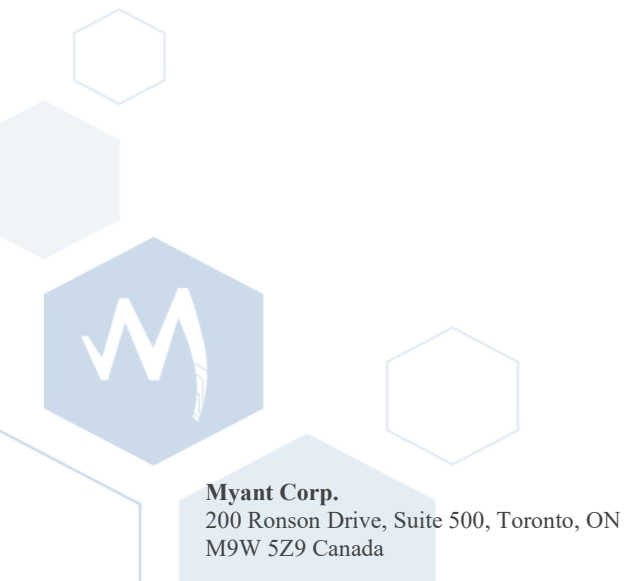 Myant Corp.
200 Ronson Drive, Suite 500, Toronto, ON
M9W 5Z9 Canada